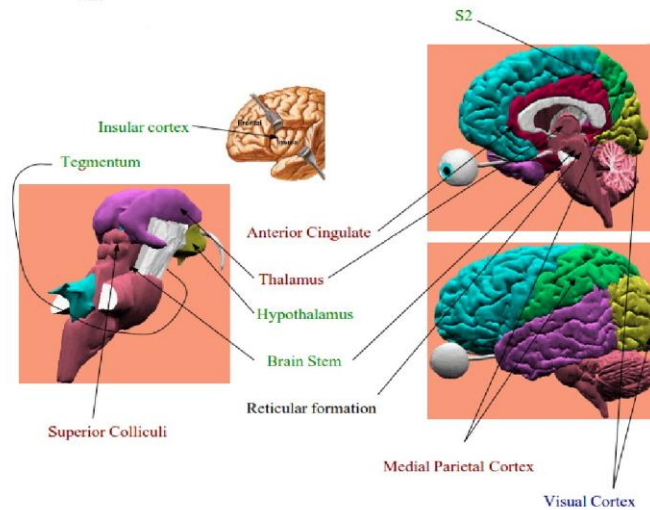 S2
Insular cortex
Tegmentum
Anterior Cingulate
Thalamus
Hypothalamus
Brain Stem
Reticular formation
Superior Colliculi
Medial Parietal Cortex
Visual Cortex